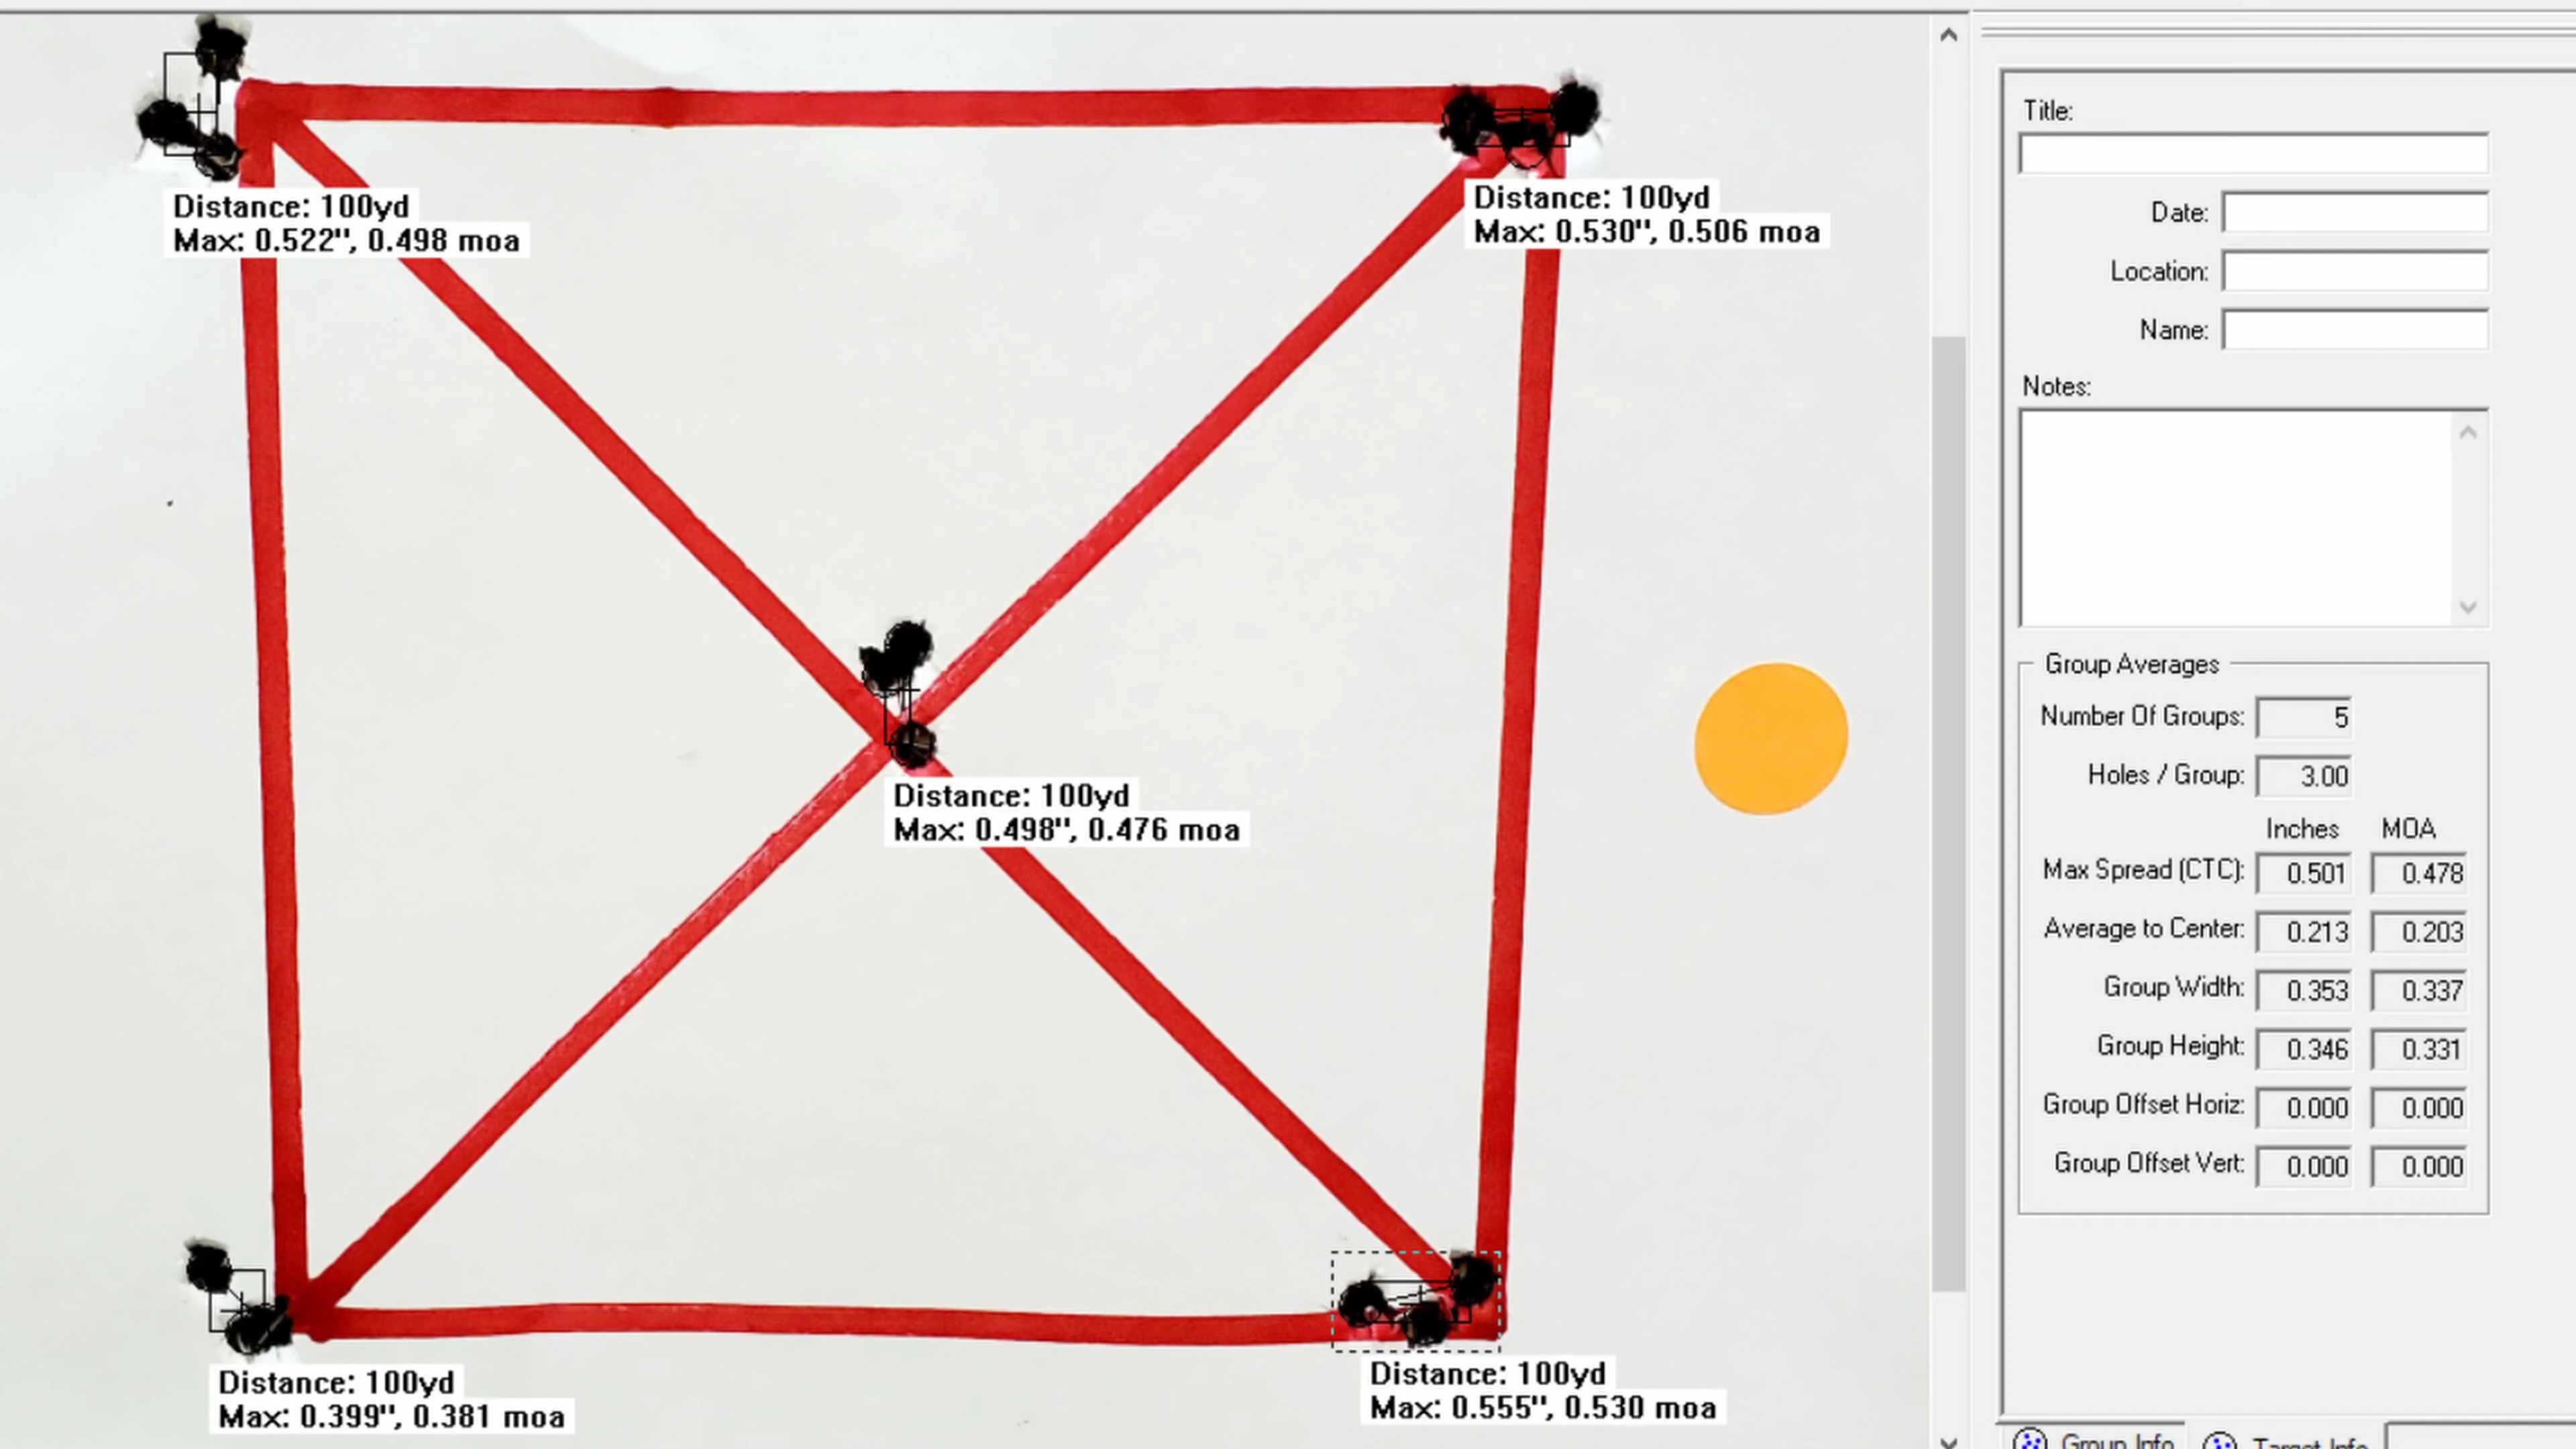 Distance: 100yd
Max: 0.522", 0.498 moa
Distance: 100yd
Max: 0.530", 0.506 moa
Distance: 100yd
Max: 0.498", 0.476 moa
Distance: 100yd
Max: 0.399", 0.381 moa
Distance: 100yd
Max: 0.555", 0.530 moa
Title:
Date:
Location:
Name:
Notes:
Group Averages
Number Of Groups: 5
Holes / Group: 3.00
Inches MOA
Max Spread (CTC): 0.501 0.478
Average to Center: 0.213 0.203
Group Width: 0.353 0.337
Group Height: 0.346 0.331
Group Offset Horiz: 0.000 0.000
Group Offset Vert: 0.000 0.000
Group Info Target Info